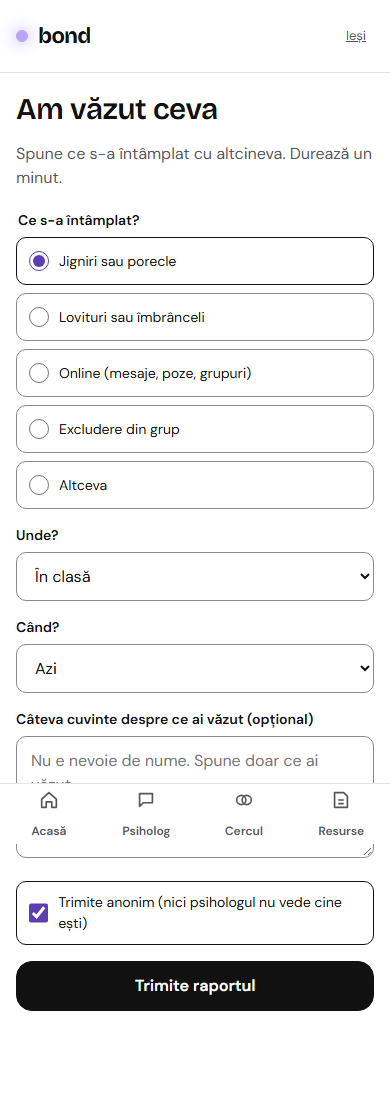 bond
Ieși
Am văzut ceva
Spune ce s-a întâmplat cu altcineva. Durează un
minut.
Ce s-a întâmplat?
Jigniri sau porecle
Lovituri sau îmbrânceli
Online (mesaje, poze, grupuri)
Excludere din grup
Altceva
Unde?
În clasă
Când?
Azi
Câteva cuvinte despre ce ai văzut (opțional)
Nu e nevoie de nume. Spune doar ce ai
văzut.
Acasă
Psiholog
Cercul
Resurse
Trimite anonim (nici psihologul nu vede cine
ești)
Trimite raportul